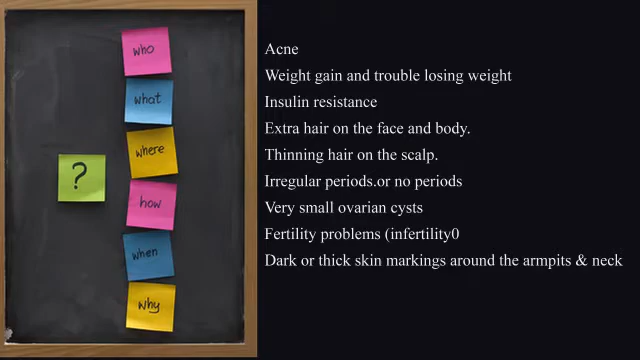 ?
who
what
where
how
when
why
Acne
Weight gain and trouble losing weight
Insulin resistance
Extra hair on the face and body.
Thinning hair on the scalp.
Irregular periods.or no periods
Very small ovarian cysts
Fertility problems (infertility0
Dark or thick skin markings around the armpits & neck